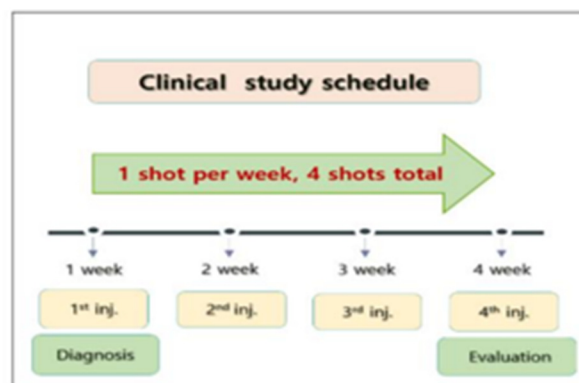 Clinical study schedule
1 shot per week, 4 shots total
1 week 2 week 3 week 4 week
1st inj. 2nd inj. 3rd inj. 4th inj.
Diagnosis Evaluation